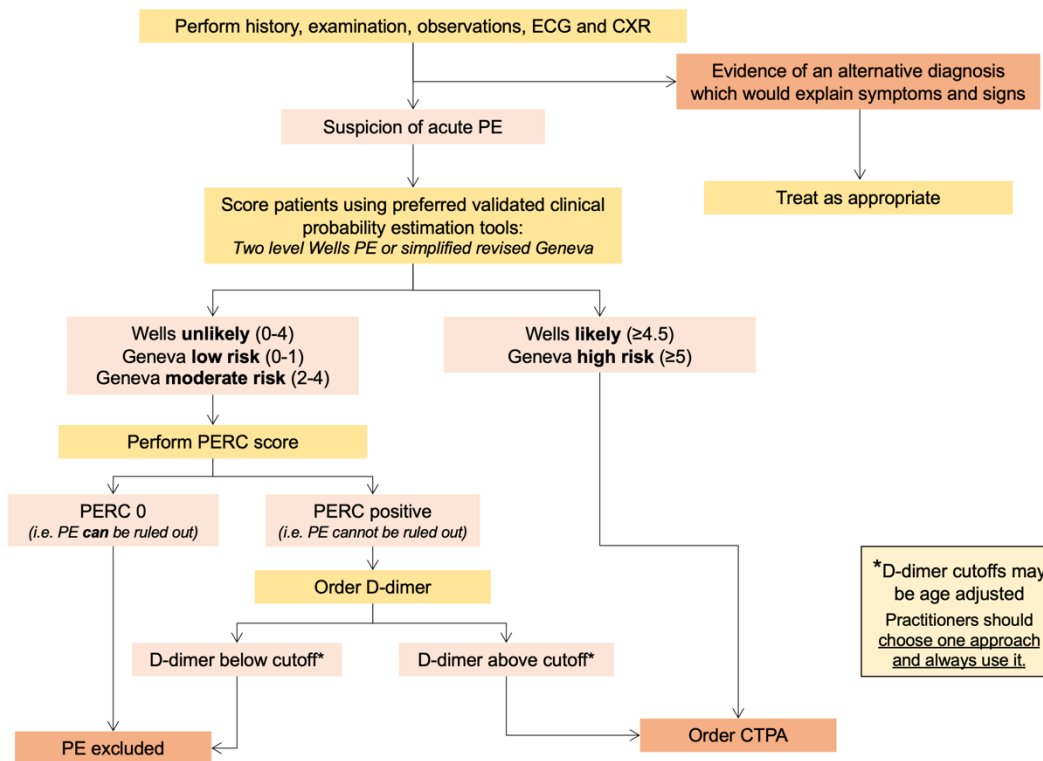 Perform history, examination, observations, ECG and CXR
Evidence of an alternative diagnosis
which would explain symptoms and signs
Suspicion of acute PE
Treat as appropriate
Score patients using preferred validated clinical
probability estimation tools:
Two level Wells PE or simplified revised Geneva
Wells unlikely (0-4)
Geneva low risk (0-1)
Geneva moderate risk (2-4)
Wells likely (≥4.5)
Geneva high risk (≥5)
Perform PERC score
PERC 0
(i.e. PE can be ruled out)
PERC positive
(i.e. PE cannot be ruled out)
Order D-dimer
*D-dimer cutoffs may
be age adjusted
Practitioners should
choose one approach
and always use it.
D-dimer below cutoff*
D-dimer above cutoff*
PE excluded
Order CTPA